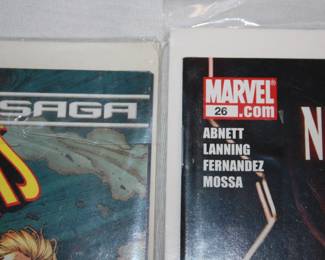 SAGA
MARVEL
26 .com
ABNETT
LANNING
FERNANDEZ
MOSSA
N